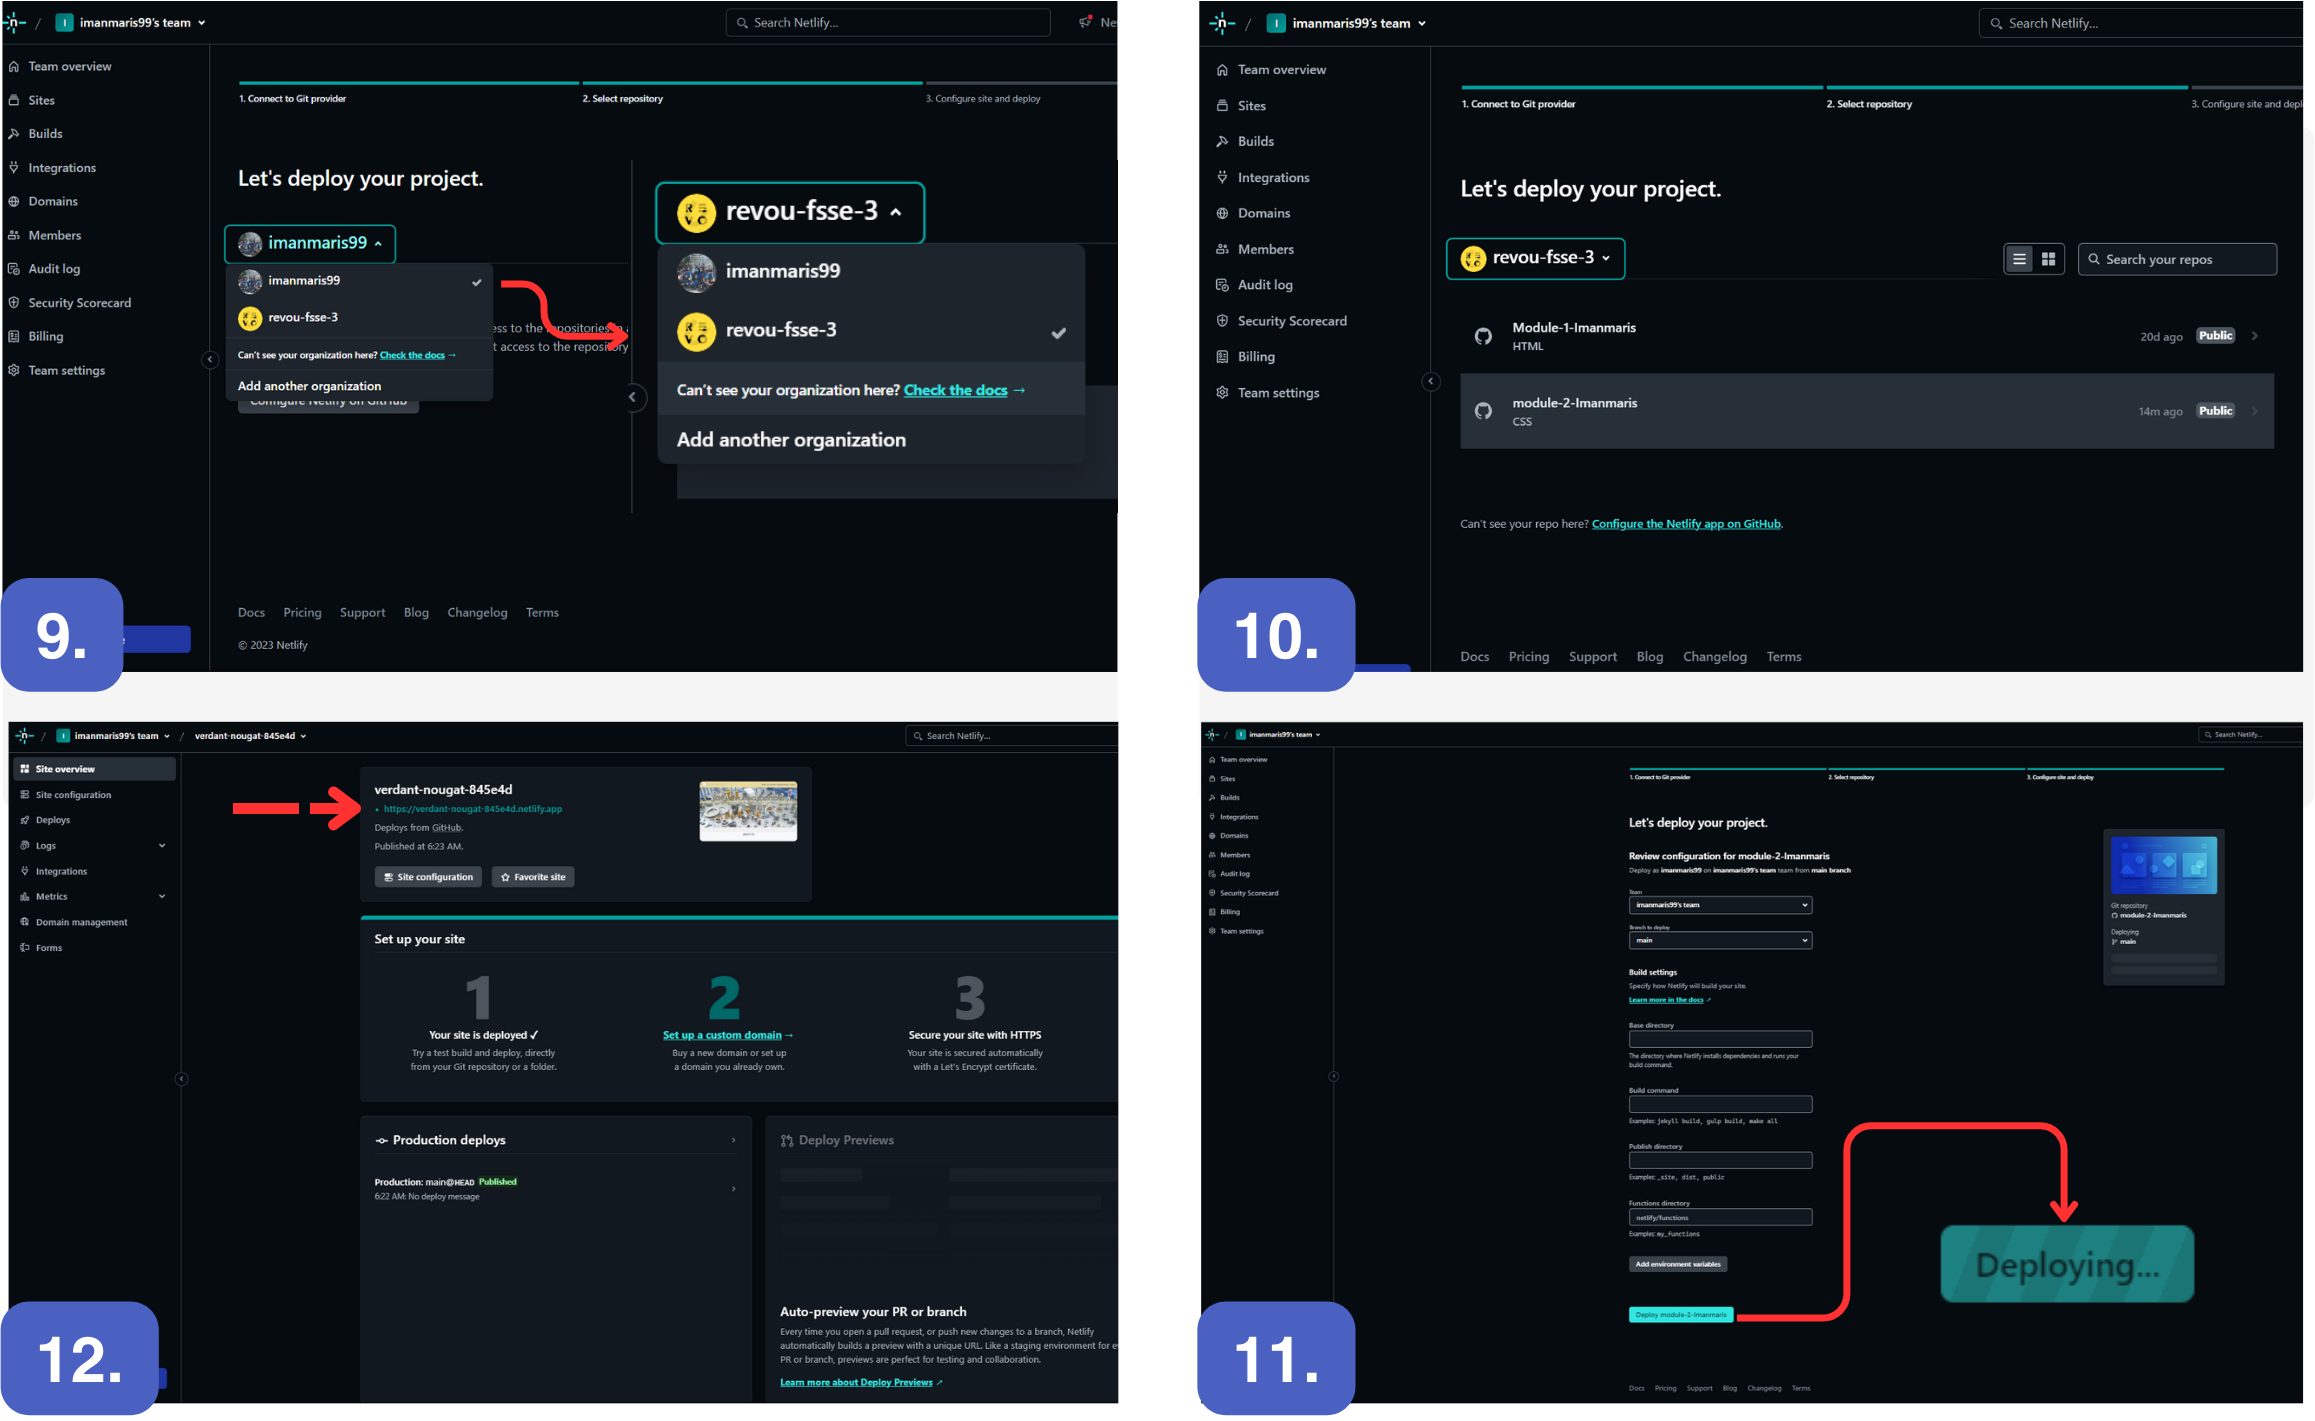 imanmaris99's team
Search Netlify...
Team overview
Sites
Builds
Integrations
Domains
Members
Audit log
Security Scorecard
Billing
Team settings
1. Connect to Git provider
2. Select repository
3. Configure site and deploy
Let's deploy your project.
imanmaris99
imanmaris99
revou-fsse-3
Can't see your organization here? Check the docs →
Add another organization
ess to the repositories
t access to the repository
Configure Netlify on GitHub
revou-fsse-3
imanmaris99
revou-fsse-3
Can't see your organization here? Check the docs →
Add another organization
Docs Pricing Support Blog Changelog Terms
© 2023 Netlify
9.
imanmaris99's team
Search Netlify...
Team overview
Sites
Builds
Integrations
Domains
Members
Audit log
Security Scorecard
Billing
Team settings
1. Connect to Git provider
2. Select repository
3. Configure site and depl
Let's deploy your project.
revou-fsse-3
Search your repos
Module-1-Imanmaris
HTML
20d ago Public
module-2-Imanmaris
CSS
14m ago Public
Can't see your repo here? Configure the Netlify app on GitHub.
Docs Pricing Support Blog Changelog Terms
10.
imanmaris99's team / verdant-nougat-845e4d
Search Netlify...
Site overview
Site configuration
Deploys
Logs
Integrations
Metrics
Domain management
Forms
verdant-nougat-845e4d
https://verdant-nougat-845e4d.netlify.app
Deploys from GitHub.
Published at 6:23 AM.
Site configuration
Favorite site
Set up your site
1
Your site is deployed ✓
Try a test build and deploy, directly
from your Git repository or a folder.
2
Set up a custom domain →
Buy a new domain or set up
a domain you already own.
3
Secure your site with HTTPS
Your site is secured automatically
with a Let's Encrypt certificate.
Production deploys
Production: main@HEAD Published
6:22 AM: No deploy message
Deploy Previews
Auto-preview your PR or branch
Every time you open a pull request, or push new changes to a branch, Netlify
automatically builds a preview with a unique URL. Like a staging environment for e
PR or branch, previews are perfect for testing and collaboration.
Learn more about Deploy Previews ↗
12.
imanmaris99's team
Search Netlify...
Team overview
Sites
Builds
Integrations
Domains
Members
Audit log
Security Scorecard
Billing
Team settings
1. Connect to Git provider
2. Select repository
3. Configure site and deploy
Let's deploy your project.
Review configuration for module-2-Imanmaris
Deploy as imanmaris99 on imanmaris99's team team from main branch
Team
imanmaris99's team
Branch to deploy
main
Build settings
Specify how Netlify will build your site.
Learn more in the docs ↗
Base directory
The directory where Netlify installs dependencies and runs your
build command.
Build command
Examples: jekyll build, gulp build, make all
Publish directory
Examples: _site, dist, public
Functions directory
netlify/functions
Examples: my_functions
Add environment variables
Deploy module-2-Imanmaris
Git repository
module-2-Imanmaris
Deploying
main
Deploying...
Docs Pricing Support Blog Changelog Terms
11.